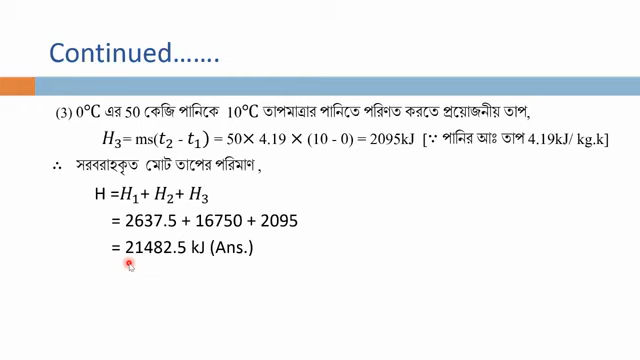 Continued…….
(3) 0℃ এর 50 কেজি পানিকে 10℃ তাপমাত্রার পানিতে পরিণত করতে প্রয়োজনীয় তাপ,
H₃= ms(t₂ - t₁) = 50× 4.19 × (10 - 0) = 2095kJ [∵ পানির আঃ তাপ 4.19kJ/ kg.k]
∴ সরবরাহকৃত মোট তাপের পরিমাণ ,
H =H₁+ H₂+ H₃
= 2637.5 + 16750 + 2095
= 21482.5 kJ (Ans.)